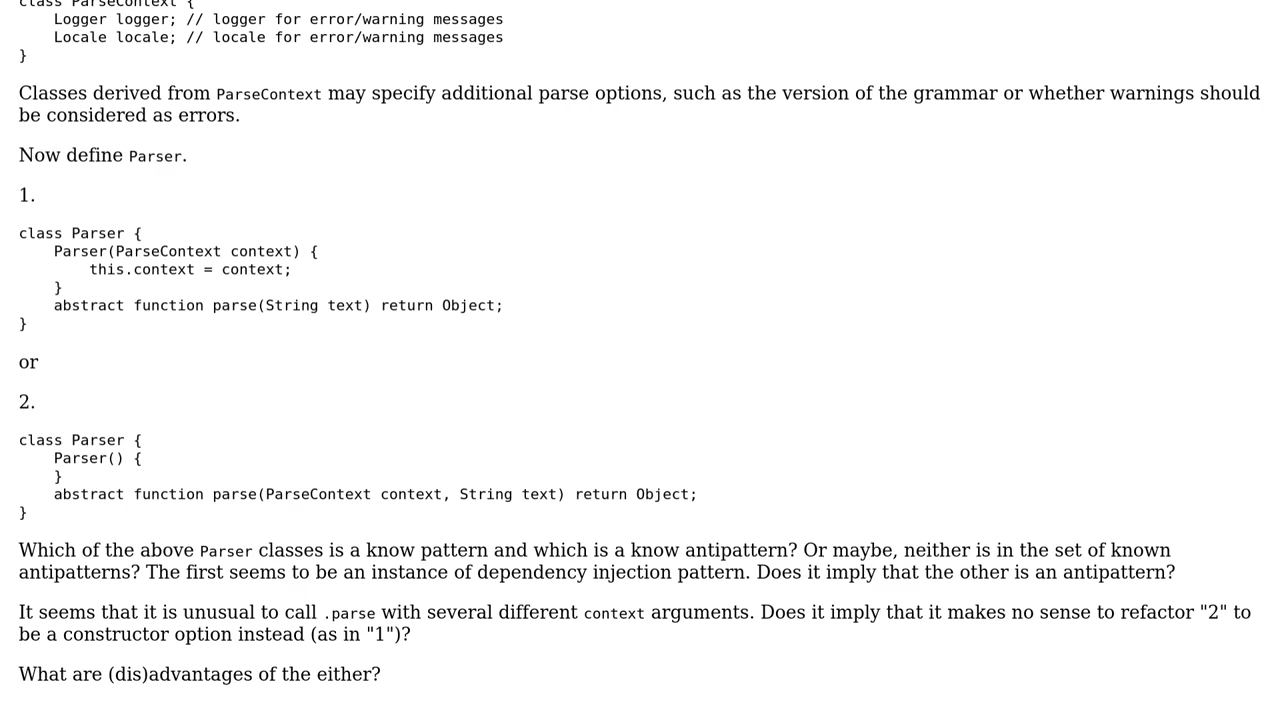 class ParseContext {
    Logger logger; // logger for error/warning messages
    Locale locale; // locale for error/warning messages
}
Classes derived from ParseContext may specify additional parse options, such as the version of the grammar or whether warnings should
be considered as errors.
Now define Parser.
1.
class Parser {
    Parser(ParseContext context) {
        this.context = context;
    }
    abstract function parse(String text) return Object;
}
or
2.
class Parser {
    Parser() {
    }
    abstract function parse(ParseContext context, String text) return Object;
}
Which of the above Parser classes is a know pattern and which is a know antipattern? Or maybe, neither is in the set of known
antipatterns? The first seems to be an instance of dependency injection pattern. Does it imply that the other is an antipattern?
It seems that it is unusual to call .parse with several different context arguments. Does it imply that it makes no sense to refactor "2" to
be a constructor option instead (as in "1")?
What are (dis)advantages of the either?